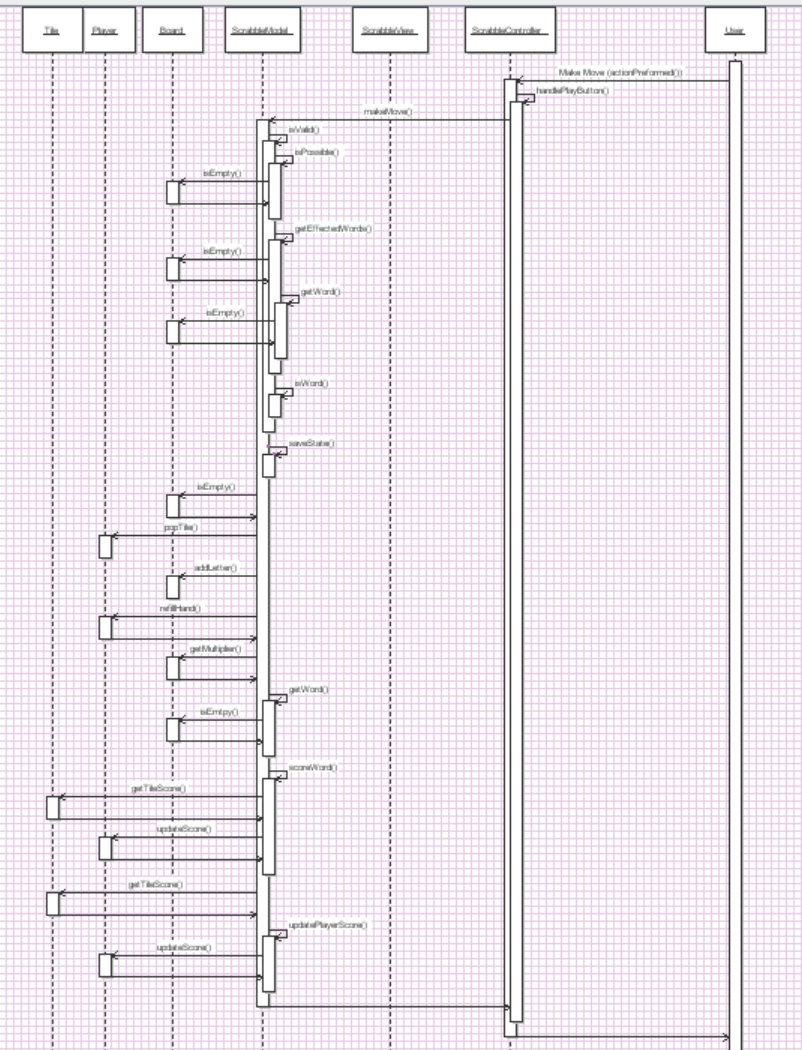 Tile
Player
Board
ScrabbleModel
ScrabbleView
ScrabbleController
User
Make Move (actionPreformed())
handlePlayButton()
makeMove()
isValid()
isPossible()
isEmpty()
getEffectedWords()
isEmpty()
getWord()
isEmpty()
isWord()
saveState()
isEmpty()
popTile()
addLetter()
refillHand()
getMultiplier()
getWord()
isEmtpy()
scoreWord()
getTileScore()
updateScore()
getTileScore()
updatePlayerScore()
updateScore()